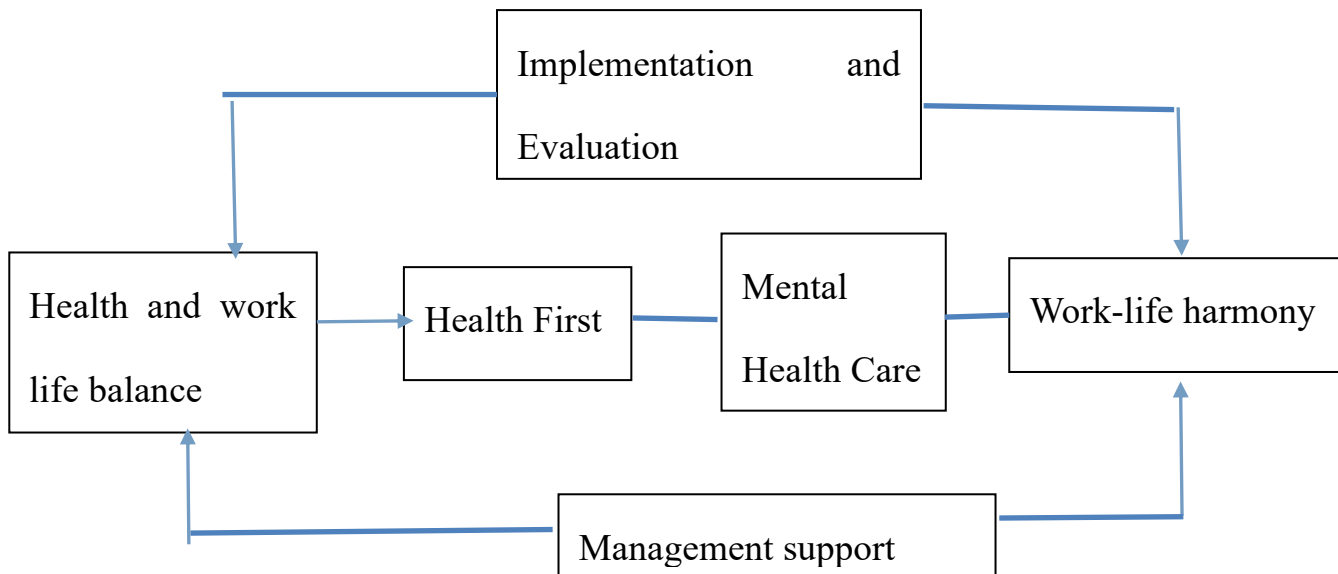 Implementation and
Evaluation
Health and work
life balance
Health First
Mental
Health Care
Work-life harmony
Management support